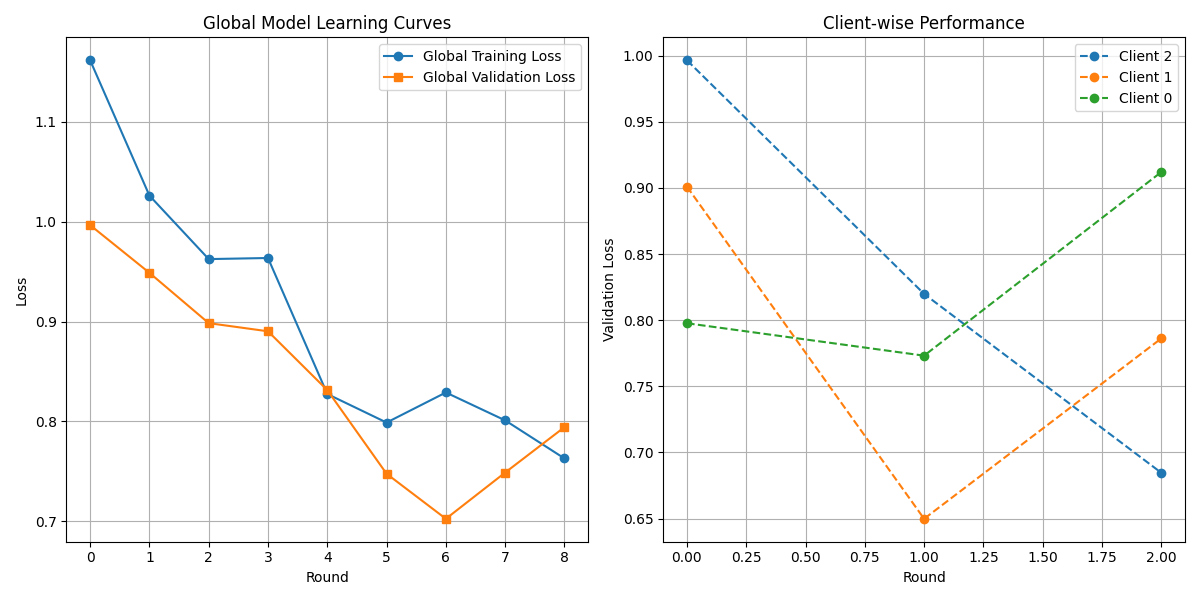 Global Model Learning Curves
Global Training Loss
Global Validation Loss
Loss
1.1
1.0
0.9
0.8
0.7
0 1 2 3 4 5 6 7 8
Round
Client-wise Performance
Client 2
Client 1
Client 0
Validation Loss
1.00
0.95
0.90
0.85
0.80
0.75
0.70
0.65
0.00 0.25 0.50 0.75 1.00 1.25 1.50 1.75 2.00
Round